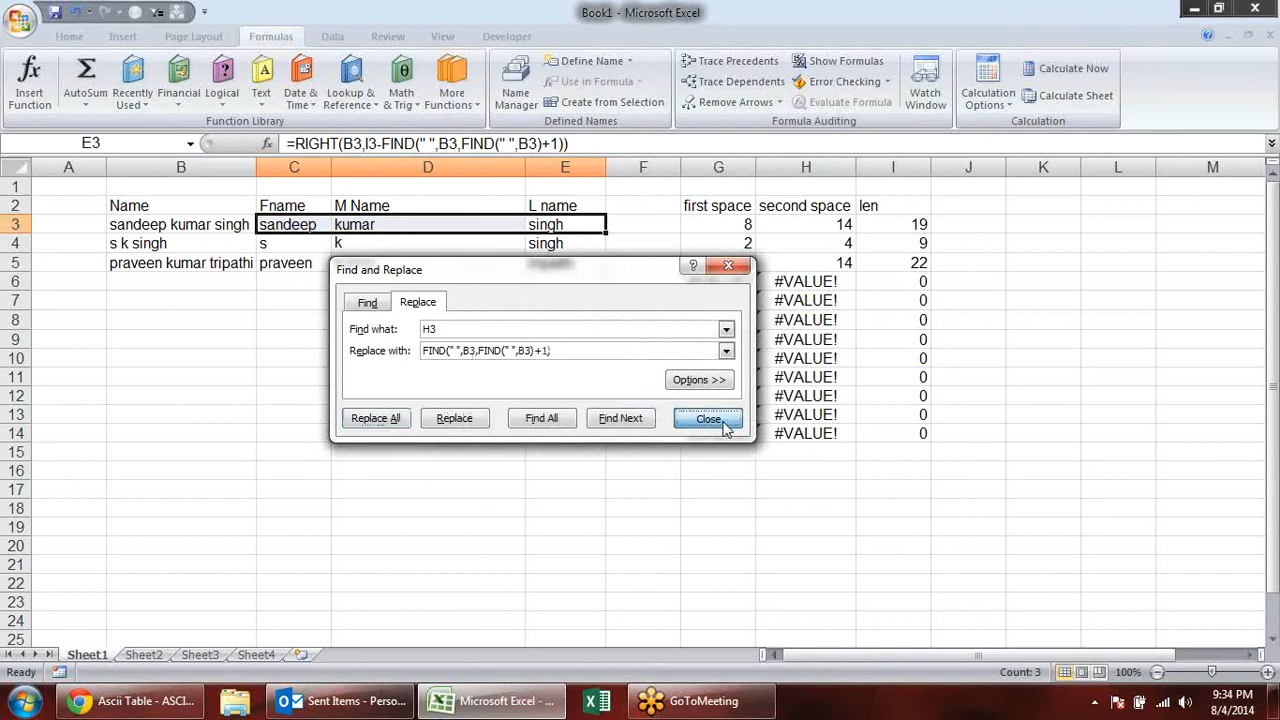 Book1 - Microsoft Excel
Home Insert Page Layout Formulas Data Review View Developer
Insert Function
AutoSum
Recently Used
Financial
Logical
Text
Date & Time
Lookup & Reference
Math & Trig
More Functions
Function Library
Name Manager
Define Name
Use in Formula
Create from Selection
Defined Names
Trace Precedents
Trace Dependents
Remove Arrows
Show Formulas
Error Checking
Evaluate Formula
Formula Auditing
Watch Window
Calculation Options
Calculate Now
Calculate Sheet
Calculation
E3 fx =RIGHT(B3,I3-FIND(" ",B3,FIND(" ",B3)+1))
A B C D E F G H I J K L M
1
2 Name Fname M Name L name first space second space len
3 sandeep kumar singh sandeep kumar singh 8 14 19
4 s k singh s k singh 2 4 9
5 praveen kumar tripathi praveen 14 22
6 #VALUE! 0
7 #VALUE! 0
8 #VALUE! 0
9 #VALUE! 0
10 #VALUE! 0
11 #VALUE! 0
12 #VALUE! 0
13 #VALUE! 0
14 #VALUE! 0
15
16
17
18
19
20
21
22
23
24
25
Find and Replace
?
Find Replace
Find what: H3
Replace with: FIND(" ",B3,FIND(" ",B3)+1)
Options >>
Replace All Replace Find All Find Next Close
Sheet1 Sheet2 Sheet3 Sheet4
Ready Count: 3 100%
Ascii Table - ASCI... Sent Items - Perso... Microsoft Excel - ... GoToMeeting
9:34 PM
8/4/2014